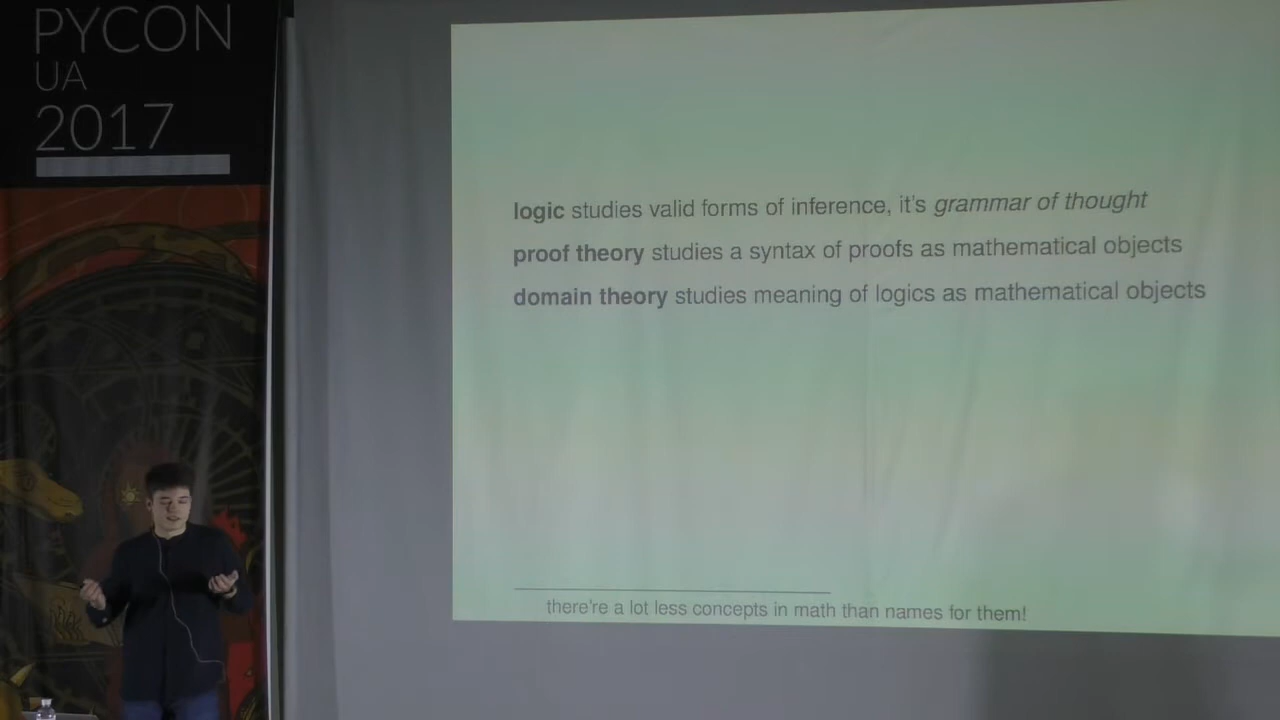 PYCON
UA
2017
logic studies valid forms of inference, it's grammar of thought
proof theory studies a syntax of proofs as mathematical objects
domain theory studies meaning of logics as mathematical objects
there're a lot less concepts in math than names for them!